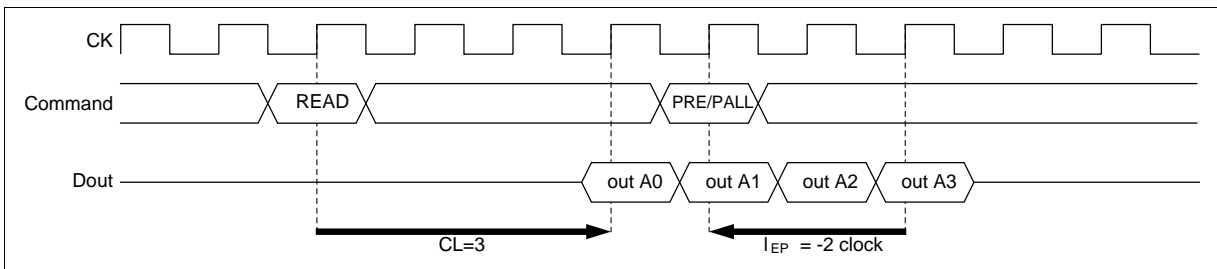 CK
Command READ PRE/PALL
Dout out A0 out A1 out A2 out A3
CL=3 lEP = -2 clock